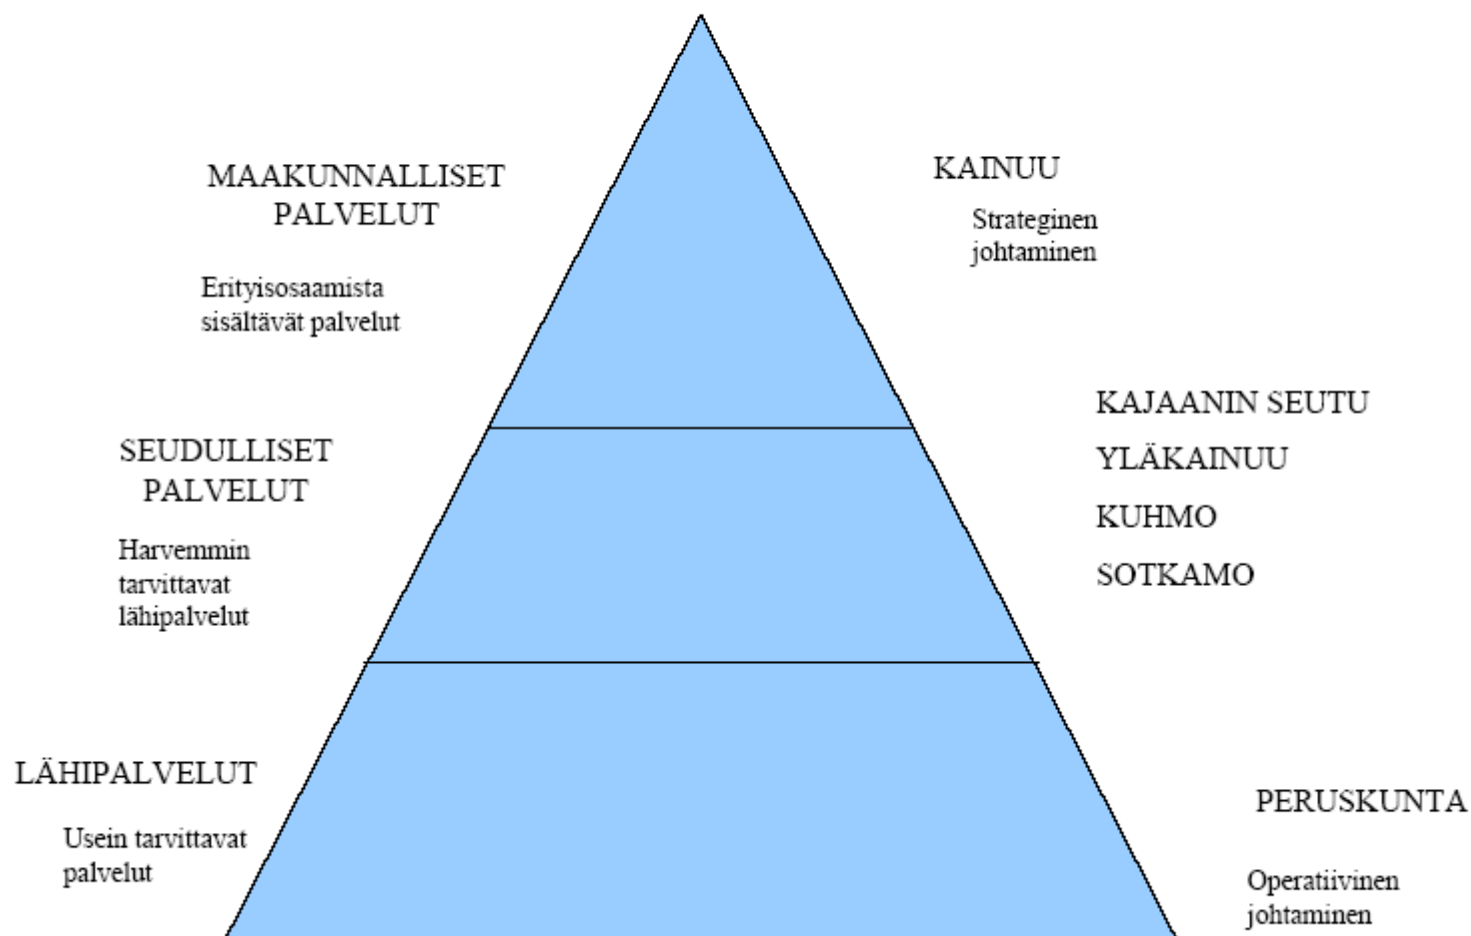 MAAKUNNALLISET
PALVELUT
Erityisosaamista
sisältävät palvelut
KAINUU
Strateginen
johtaminen
SEUDULLISET
PALVELUT
Harvemmin
tarvittavat
lähipalvelut
KAJAANIN SEUTU
YLÄKAINUU
KUHMO
SOTKAMO
LÄHIPALVELUT
Usein tarvittavat
palvelut
PERUSKUNTA
Operatiivinen
johtaminen